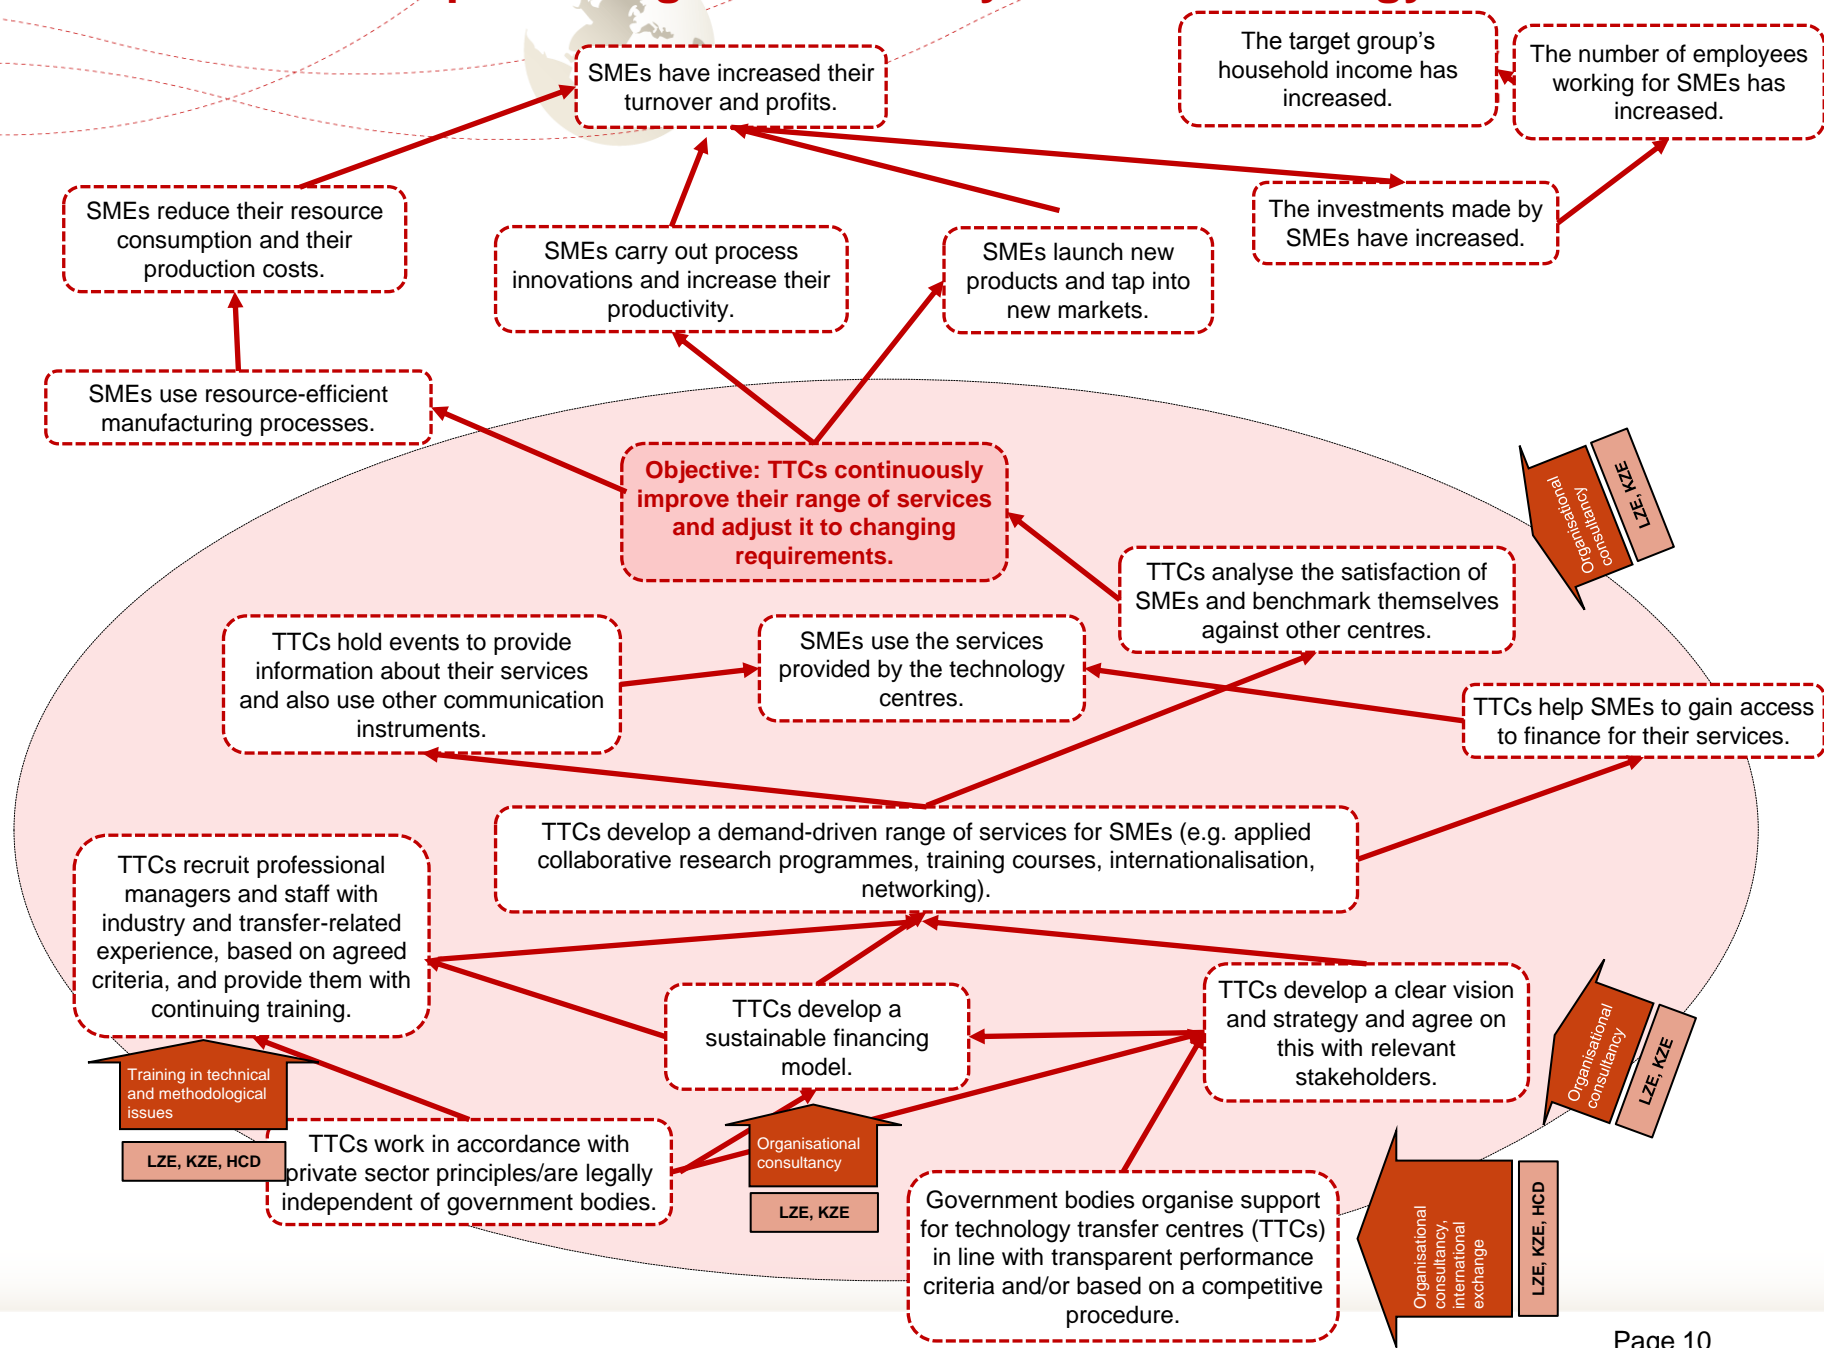 The target group's
household income has
increased.
The number of employees
working for SMEs has
increased.
SMEs have increased their
turnover and profits.
SMEs reduce their resource
consumption and their
production costs.
SMEs carry out process
innovations and increase their
productivity.
SMEs launch new
products and tap into
new markets.
The investments made by
SMEs have increased.
SMEs use resource-efficient
manufacturing processes.
Objective: TTCs continuously
improve their range of services
and adjust it to changing
requirements.
Organisational
consultancy
LZE, KZE
TTCs analyse the satisfaction of
SMEs and benchmark themselves
against other centres.
TTCs hold events to provide
information about their services
and also use other communication
instruments.
SMEs use the services
provided by the technology
centres.
TTCs help SMEs to gain access
to finance for their services.
TTCs develop a demand-driven range of services for SMEs (e.g. applied
collaborative research programmes, training courses, internationalisation,
networking).
TTCs recruit professional
managers and staff with
industry and transfer-related
experience, based on agreed
criteria, and provide them with
continuing training.
TTCs develop a
sustainable financing
model.
TTCs develop a clear vision
and strategy and agree on
this with relevant
stakeholders.
Organisational
consultancy
LZE, KZE
Training in technical
and methodological
issues
LZE, KZE, HCD
TTCs work in accordance with
private sector principles/are legally
independent of government bodies.
Organisational
consultancy
LZE, KZE
Government bodies organise support
for technology transfer centres (TTCs)
in line with transparent performance
criteria and/or based on a competitive
procedure.
Organisational
consultancy,
international
exchange
LZE, KZE, HCD
Page 10